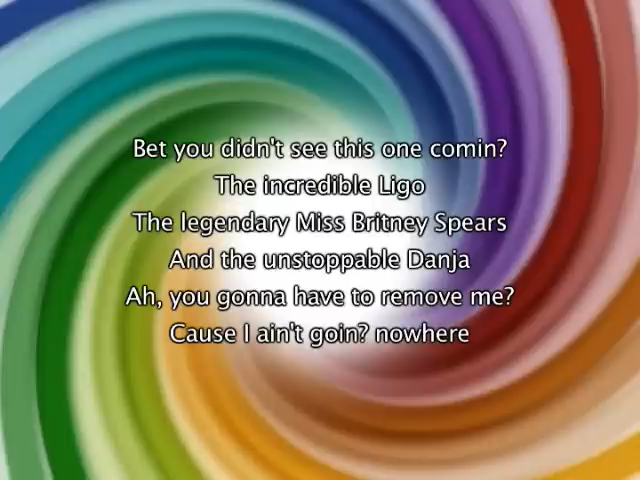 Bet you didn't see this one comin?
The incredible Ligo
The legendary Miss Britney Spears
And the unstoppable Danja
Ah, you gonna have to remove me?
Cause I ain't goin? nowhere